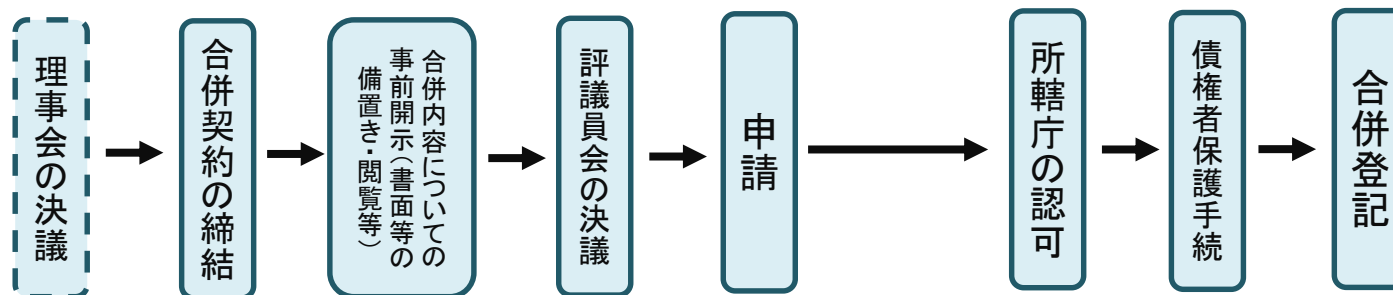 理事会の決議
合併契約の締結
合併内容についての
事前開示（書面等の
備置き・閲覧等）
評議員会の決議
申請
所轄庁の認可
債権者保護手続
合併登記